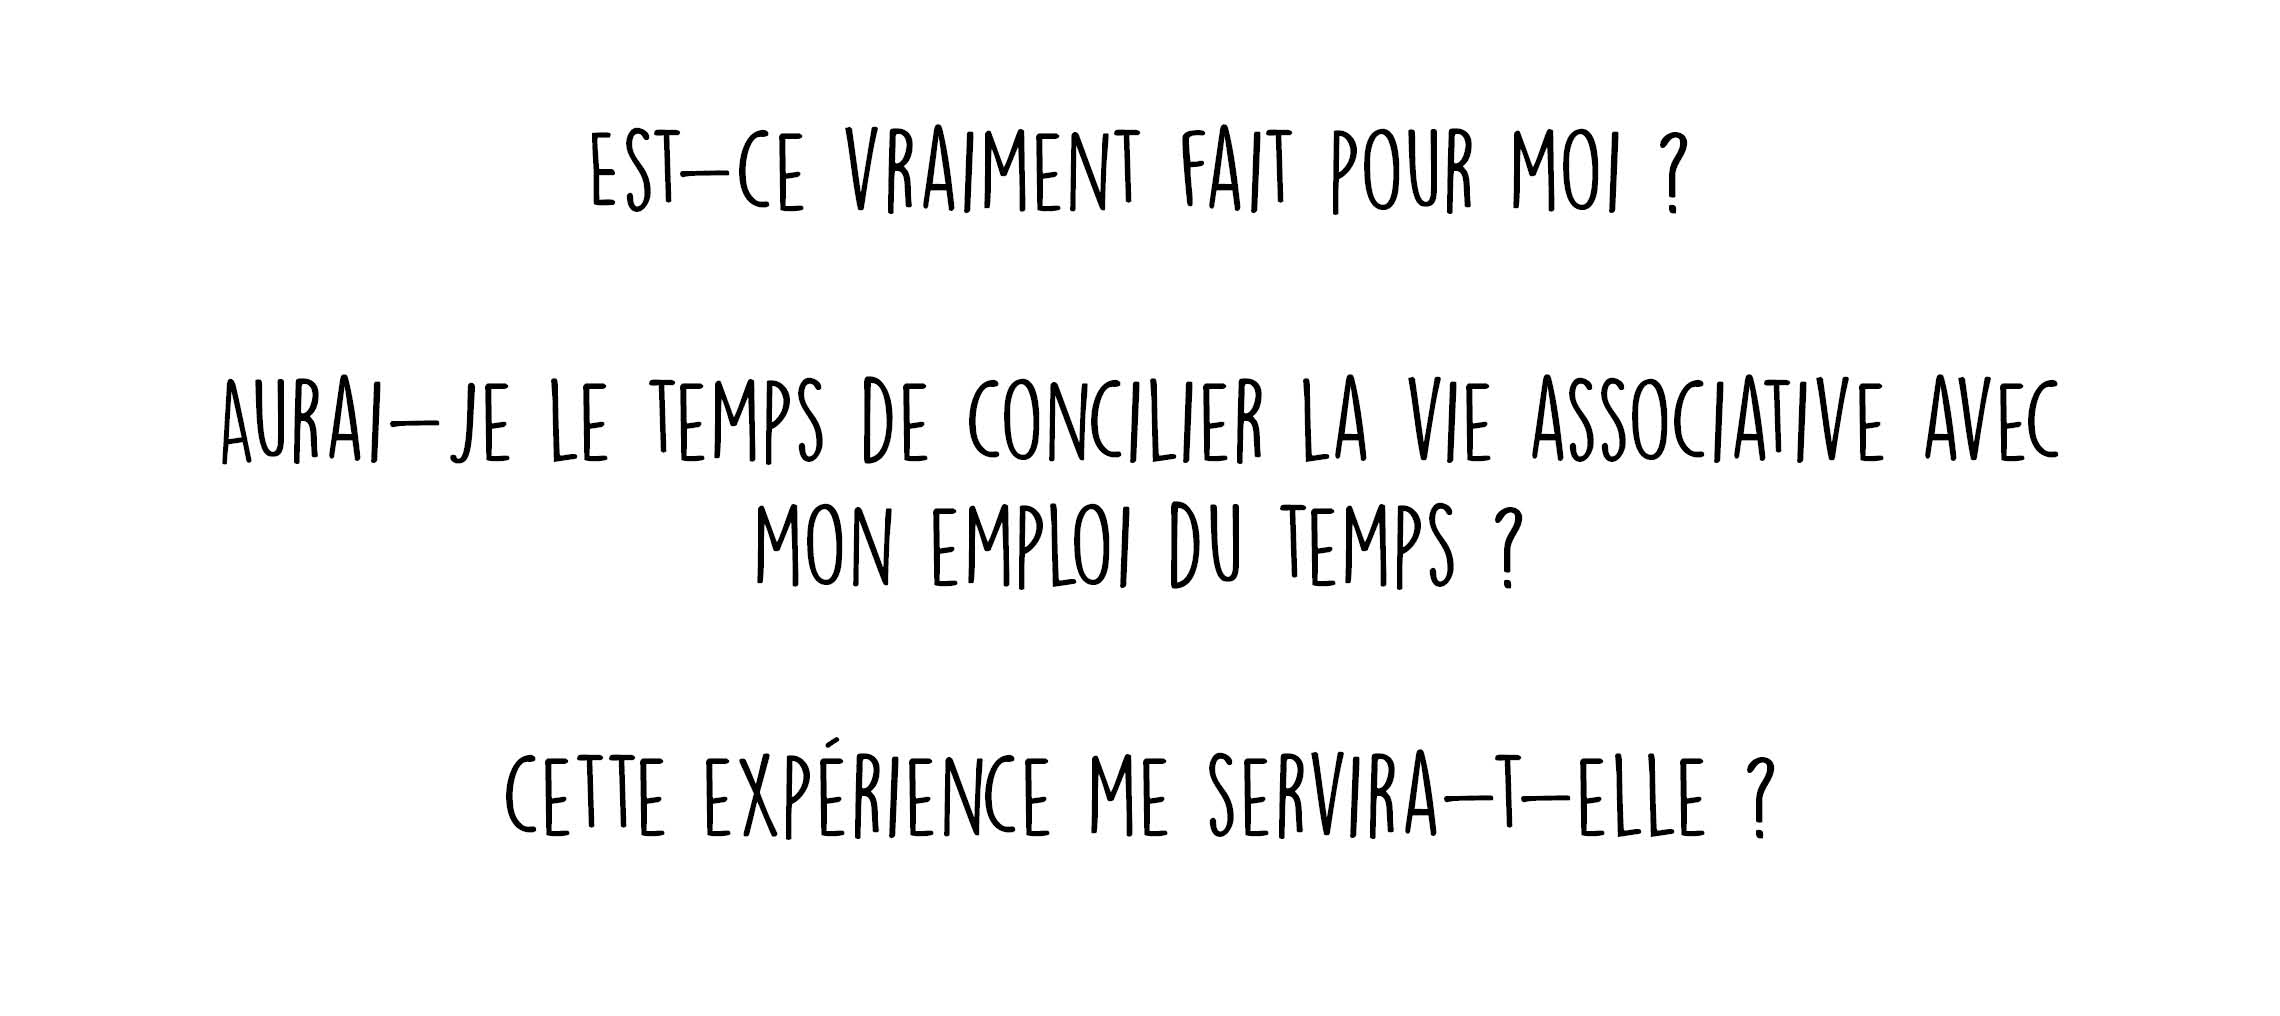 EST-CE VRAIMENT FAIT POUR MOI ?
AURAI-JE LE TEMPS DE CONCILIER LA VIE ASSOCIATIVE AVEC
MON EMPLOI DU TEMPS ?
CETTE EXPÉRIENCE ME SERVIRA-T-ELLE ?